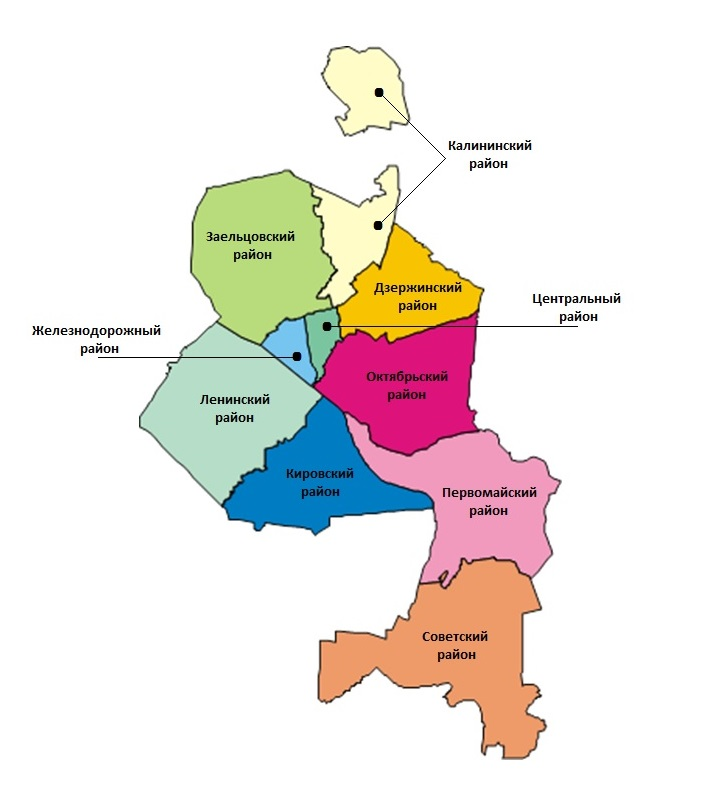 Калининский
район
Заельцовский
район
Дзержинский
район
Центральный
район
Железнодорожный
район
Октябрьский
район
Ленинский
район
Кировский
район
Первомайский
район
Советский
район